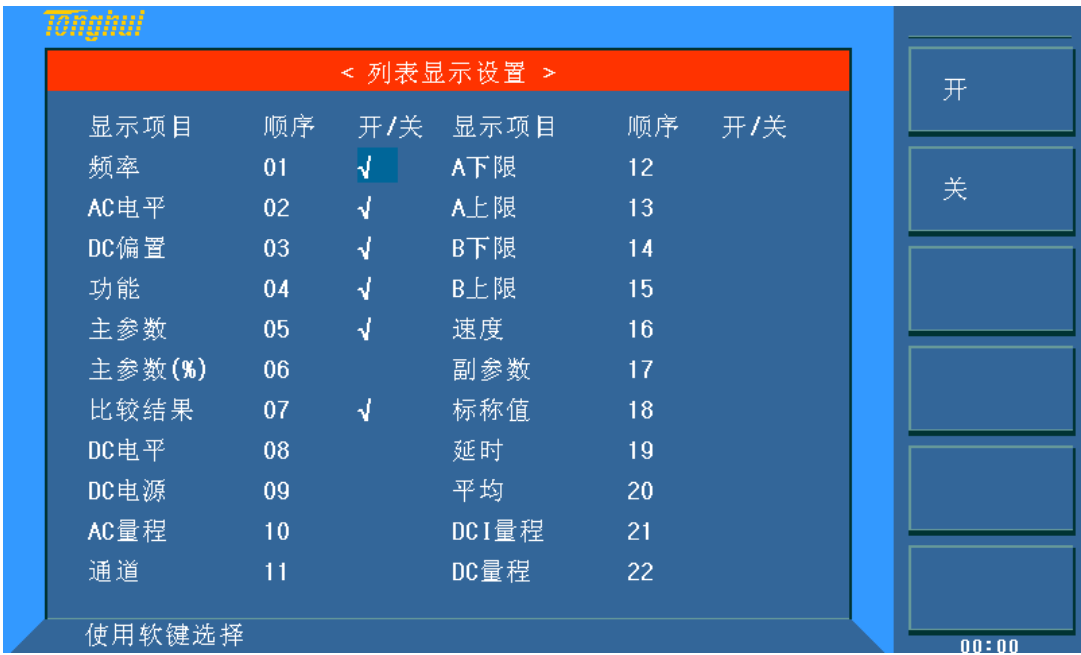 Tonghui
< 列表显示设置 >
显示项目 顺序 开/关 显示项目 顺序 开/关
频率 01 √ A下限 12
AC电平 02 √ A上限 13
DC偏置 03 √ B下限 14
功能 04 √ B上限 15
主参数 05 √ 速度 16
主参数(%) 06 副参数 17
比较结果 07 √ 标称值 18
DC电平 08 延时 19
DC电源 09 平均 20
AC量程 10 DCI量程 21
通道 11 DC量程 22
使用软键选择
开
关
00:00